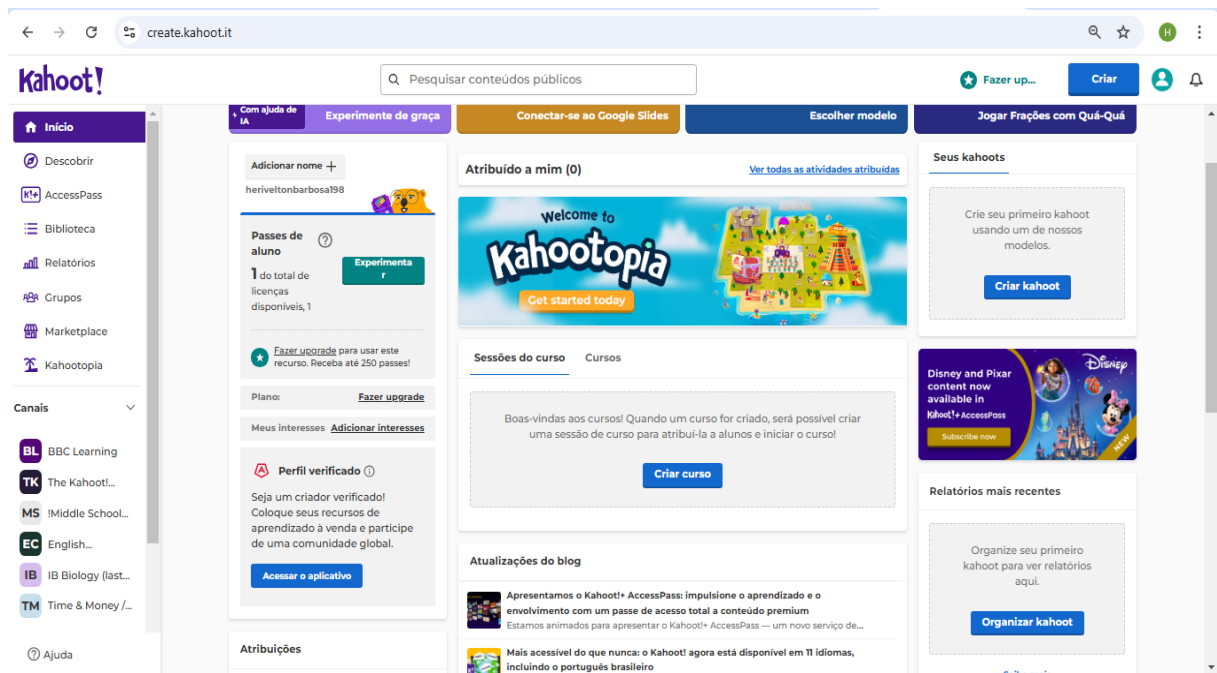 create.kahoot.it
H
Kahoot!
Pesquisar conteúdos públicos
Fazer up...
Criar
Início
Descobrir
K!+ AccessPass
Biblioteca
Relatórios
Grupos
Marketplace
Kahootopia
Canais
BL BBC Learning
TK The Kahoot!...
MS !Middle School...
EC English...
IB IB Biology (last...
TM Time & Money /...
Ajuda
Com ajuda de
IA
Experimente de graça
Conectar-se ao Google Slides
Escolher modelo
Jogar Frações com Quá-Quá
Adicionar nome +
heriveltonbarbosa198
Passes de
aluno
1 do total de
licenças
disponíveis, 1
Experimenta
r
Fazer upgrade para usar este
recurso. Receba até 250 passes!
Plano: Fazer upgrade
Meus interesses Adicionar interesses
Perfil verificado
Seja um criador verificado!
Coloque seus recursos de
aprendizado à venda e participe
de uma comunidade global.
Acessar o aplicativo
Atribuições
Atribuído a mim (0)
Ver todas as atividades atribuídas
Welcome to
Kahootopia
Get started today
Sessões do curso Cursos
Boas-vindas aos cursos! Quando um curso for criado, será possível criar
uma sessão de curso para atribuí-la a alunos e iniciar o curso!
Criar curso
Atualizações do blog
Apresentamos o Kahoot!+ AccessPass: impulsione o aprendizado e o
envolvimento com um passe de acesso total a conteúdo premium
Estamos animados para apresentar o Kahoot!+ AccessPass — um novo serviço de...
Mais acessível do que nunca: o Kahoot! agora está disponível em 11 idiomas,
incluindo o português brasileiro
Seus kahoots
Crie seu primeiro kahoot
usando um de nossos
modelos.
Criar kahoot
Disney and Pixar
content now
available in
Kahoot!+ AccessPass
Subscribe now
Disney
NEW
Relatórios mais recentes
Organize seu primeiro
kahoot para ver relatórios
aqui.
Organizar kahoot